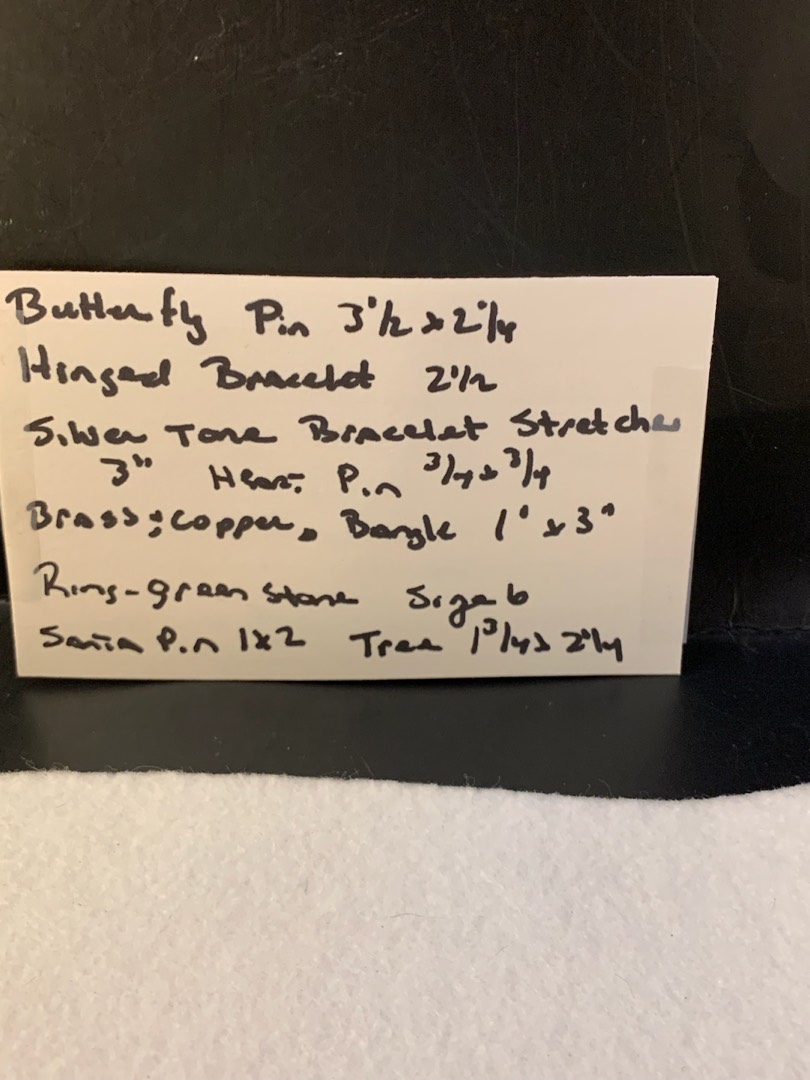 Butterfly Pin 3 1/2 x 2 1/4
Hinged Bracelet 2 1/2
Silver Tone Bracelet Stretches
3" Heart Pin 3/4 x 3/4
Brass; Copper, Bangle 1" x 3"
Ring-green stone Size 6
Santa Pin 1x2 Tree 1 3/4 x 2 1/4